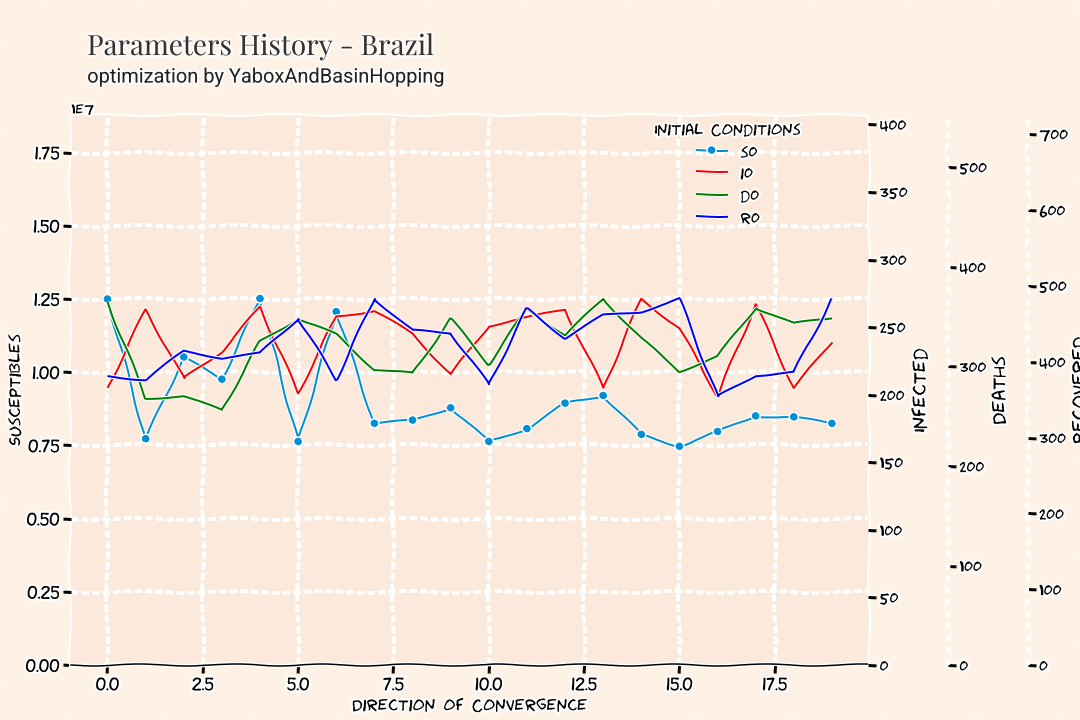 Parameters History - Brazil
optimization by YaboxAndBasinHopping
1E7
INITIAL CONDITIONS
S0
I0
D0
R0
1.75
1.50
1.25
1.00
0.75
0.50
0.25
0.00
SUSCEPTIBLES
0.0 2.5 5.0 7.5 10.0 12.5 15.0 17.5
DIRECTION OF CONVERGENCE
400
350
300
250
200
150
100
50
0
INFECTED
500
400
300
200
100
0
DEATHS
700
600
500
400
300
200
100
0
RECOVERED